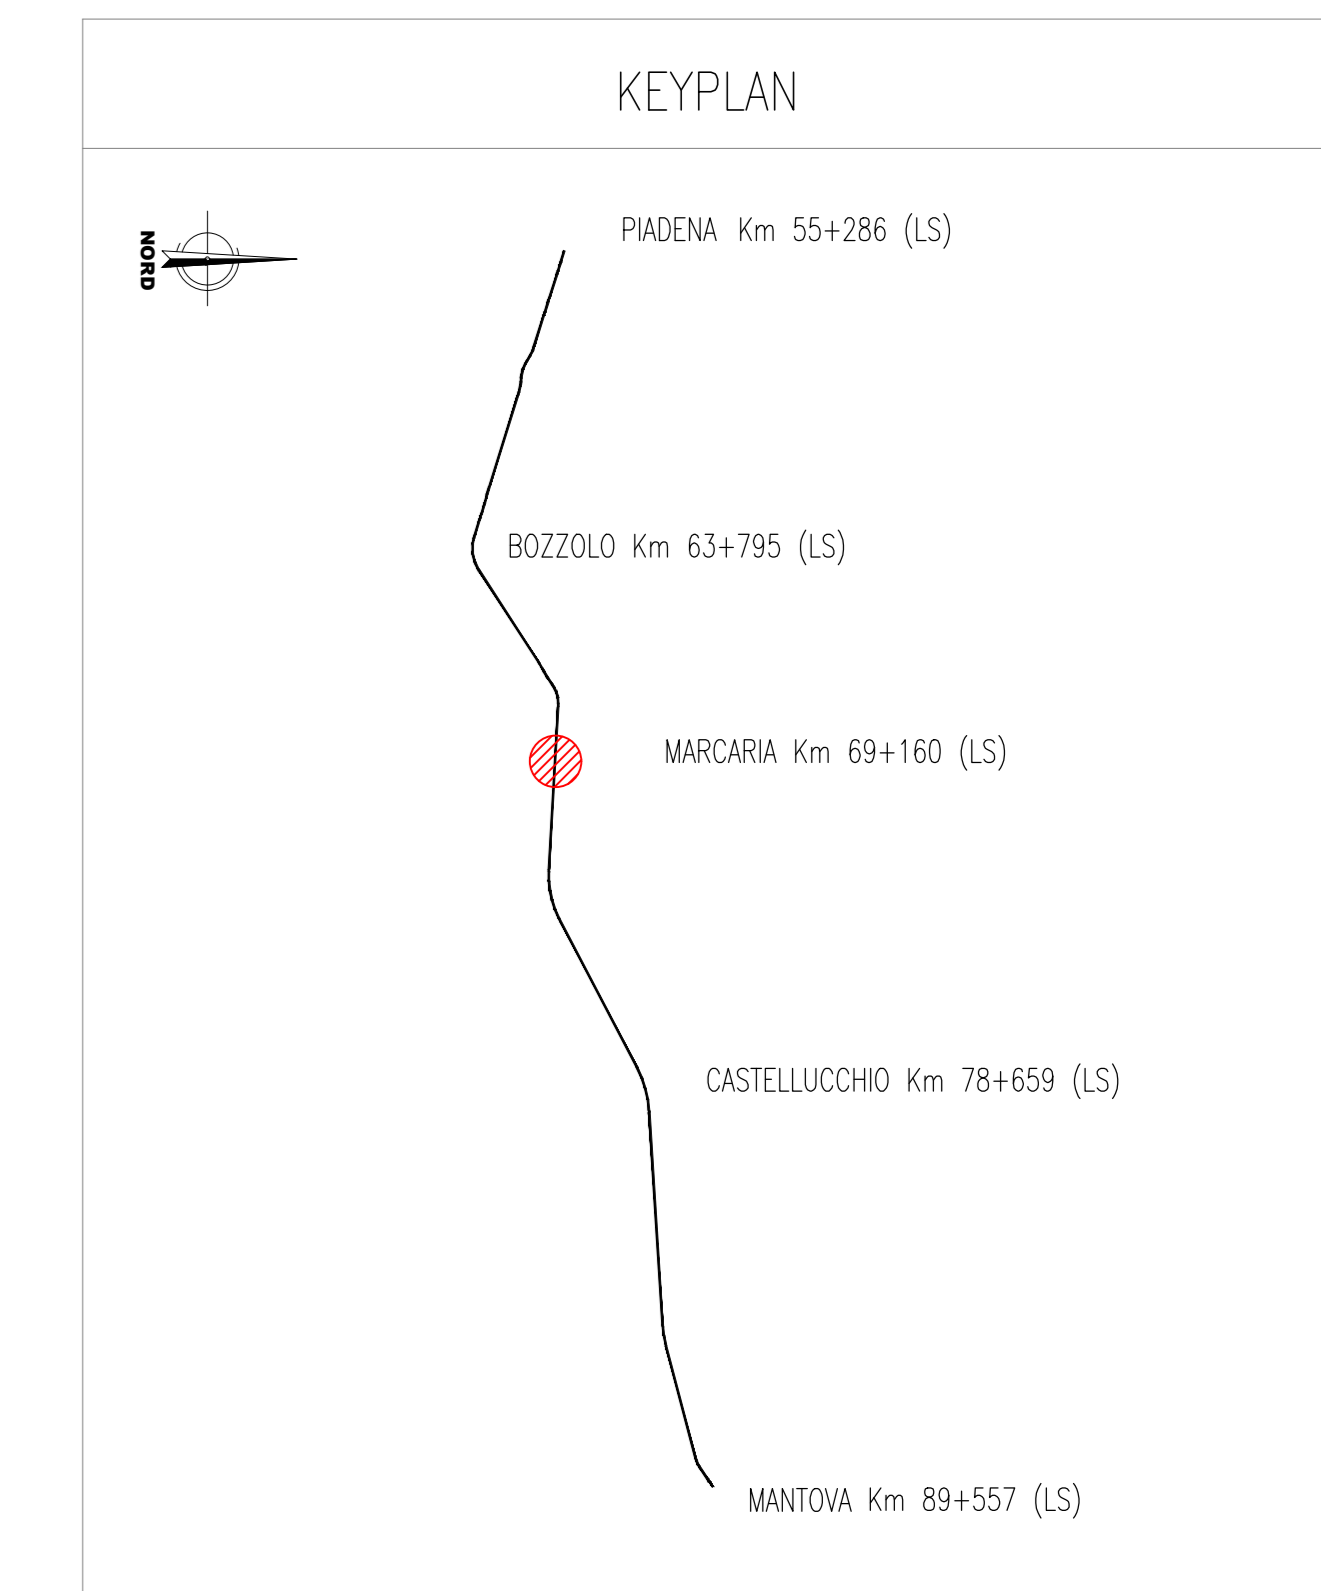 KEYPLAN
NORD
PIADENA Km 55+286 (LS)
BOZZOLO Km 63+795 (LS)
MARCARIA Km 69+160 (LS)
CASTELLUCCHIO Km 78+659 (LS)
MANTOVA Km 89+557 (LS)